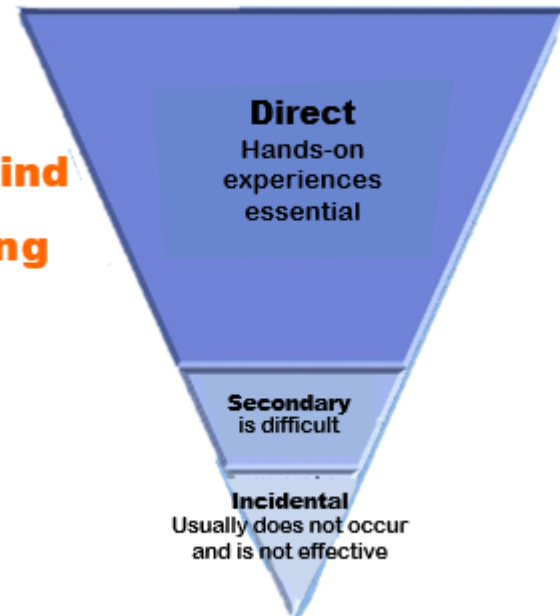 Direct
Hands-on
experiences
essential
ind
ng
Secondary
is difficult
Incidental
Usually does not occur
and is not effective